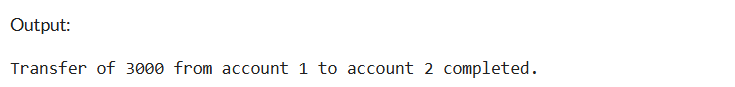 Output:
Transfer of 3000 from account 1 to account 2 completed.